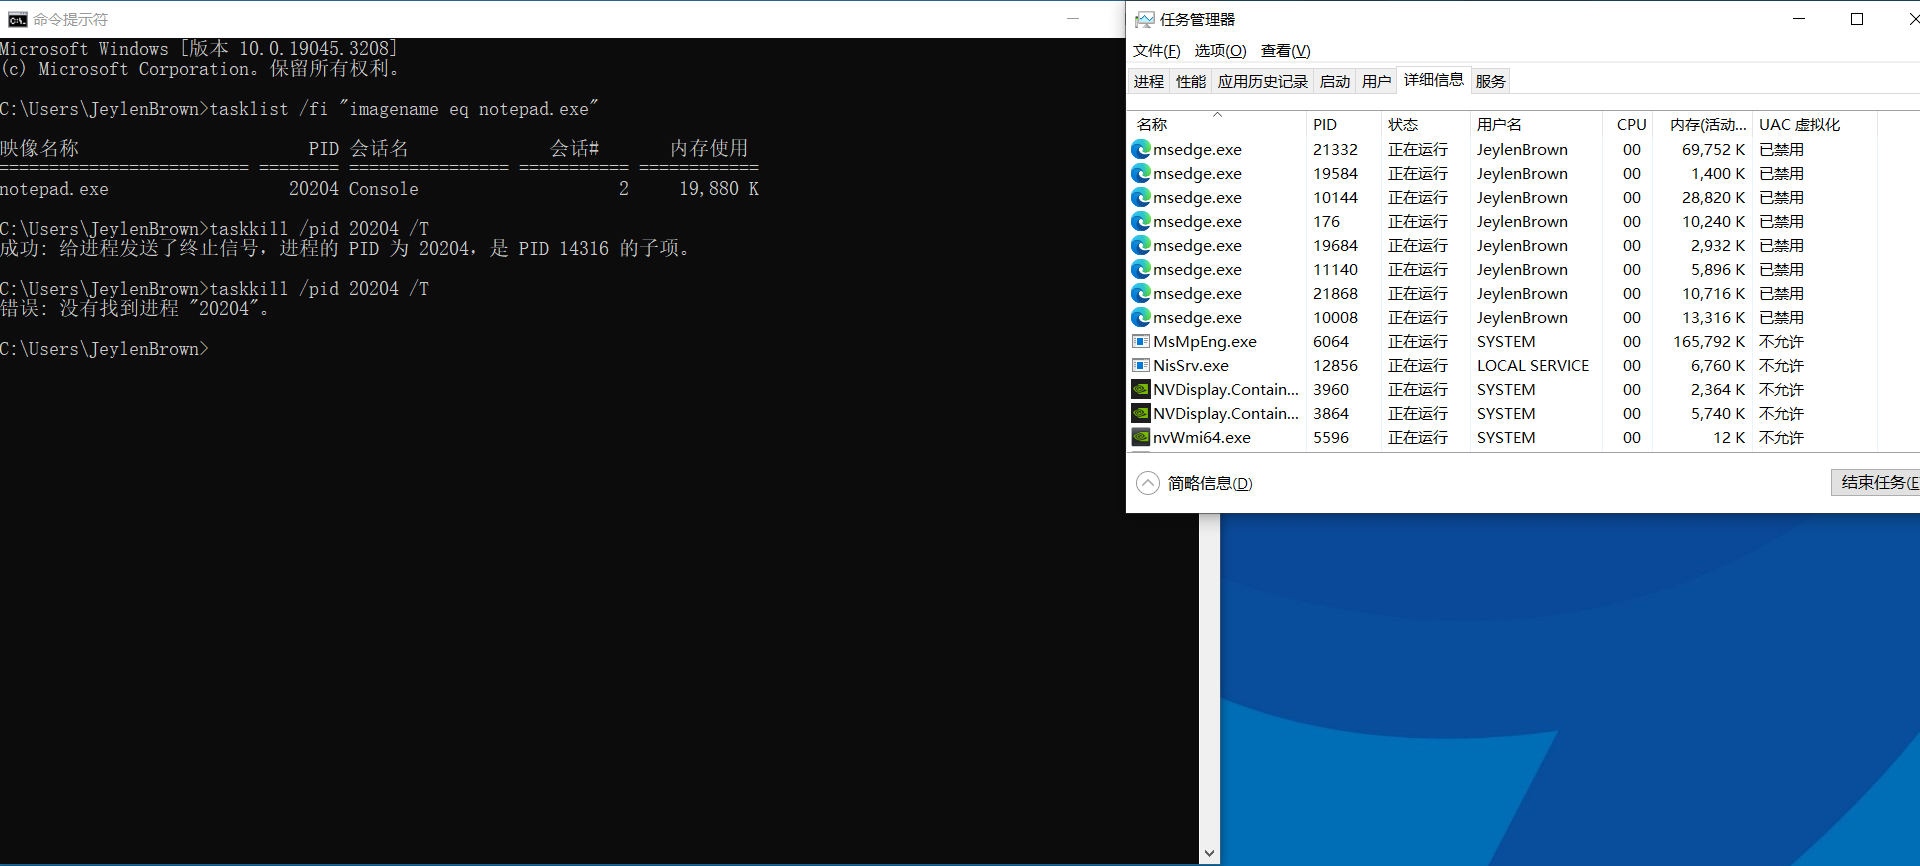 命令提示符
Microsoft Windows [版本 10.0.19045.3208]
(c) Microsoft Corporation。保留所有权利。
C:\Users\JeylenBrown>tasklist /fi "imagename eq notepad.exe"
映像名称 PID 会话名 会话# 内存使用
========================= ======== ================ =========== ============
notepad.exe 20204 Console 2 19,880 K
C:\Users\JeylenBrown>taskkill /pid 20204 /T
成功: 给进程发送了终止信号，进程的 PID 为 20204，是 PID 14316 的子项。
C:\Users\JeylenBrown>taskkill /pid 20204 /T
错误: 没有找到进程 "20204"。
C:\Users\JeylenBrown>
任务管理器
文件(F) 选项(O) 查看(V)
进程 性能 应用历史记录 启动 用户 详细信息 服务
名称 PID 状态 用户名 CPU 内存(活动... UAC 虚拟化
msedge.exe 21332 正在运行 JeylenBrown 00 69,752 K 已禁用
msedge.exe 19584 正在运行 JeylenBrown 00 1,400 K 已禁用
msedge.exe 10144 正在运行 JeylenBrown 00 28,820 K 已禁用
msedge.exe 176 正在运行 JeylenBrown 00 10,240 K 已禁用
msedge.exe 19684 正在运行 JeylenBrown 00 2,932 K 已禁用
msedge.exe 11140 正在运行 JeylenBrown 00 5,896 K 已禁用
msedge.exe 21868 正在运行 JeylenBrown 00 10,716 K 已禁用
msedge.exe 10008 正在运行 JeylenBrown 00 13,316 K 已禁用
MsMpEng.exe 6064 正在运行 SYSTEM 00 165,792 K 不允许
NisSrv.exe 12856 正在运行 LOCAL SERVICE 00 6,760 K 不允许
NVDisplay.Contain... 3960 正在运行 SYSTEM 00 2,364 K 不允许
NVDisplay.Contain... 3864 正在运行 SYSTEM 00 5,740 K 不允许
nvWmi64.exe 5596 正在运行 SYSTEM 00 12 K 不允许
简略信息(D)
结束任务(E